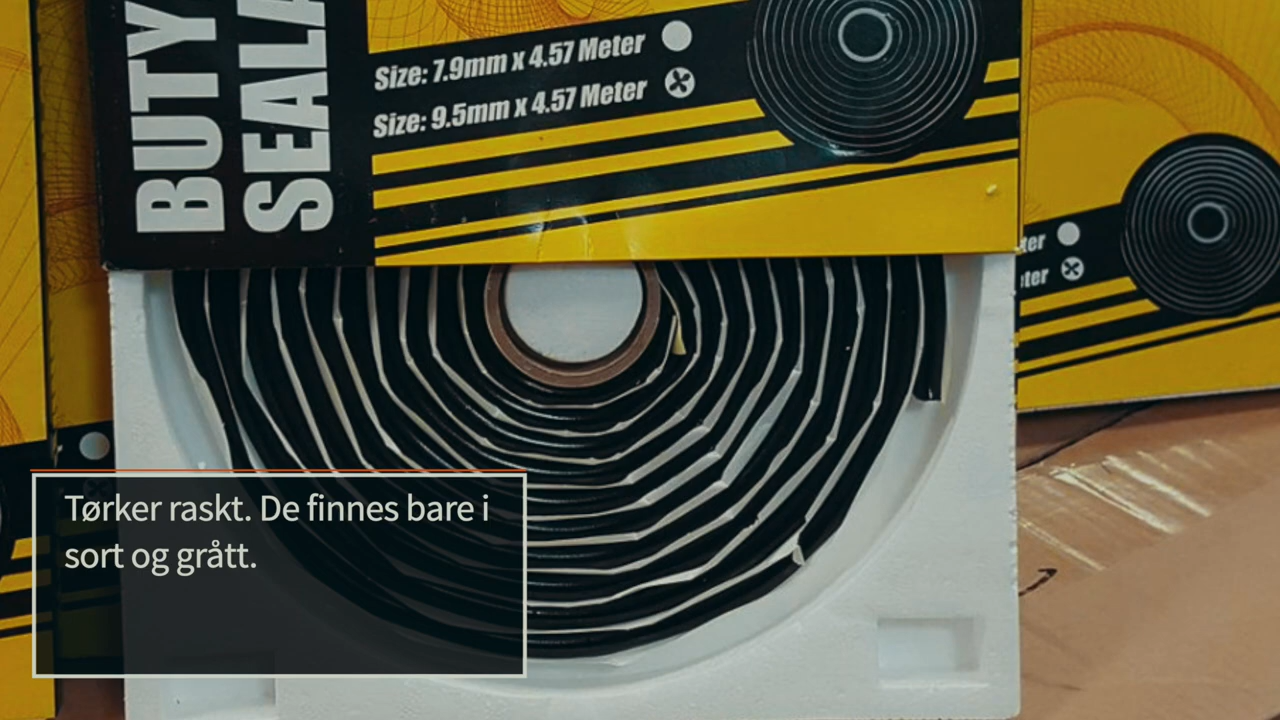 BUTY
SEALA
Size: 7.9mm x 4.57 Meter
Size: 9.5mm x 4.57 Meter
Tørker raskt. De finnes bare i
sort og grått.